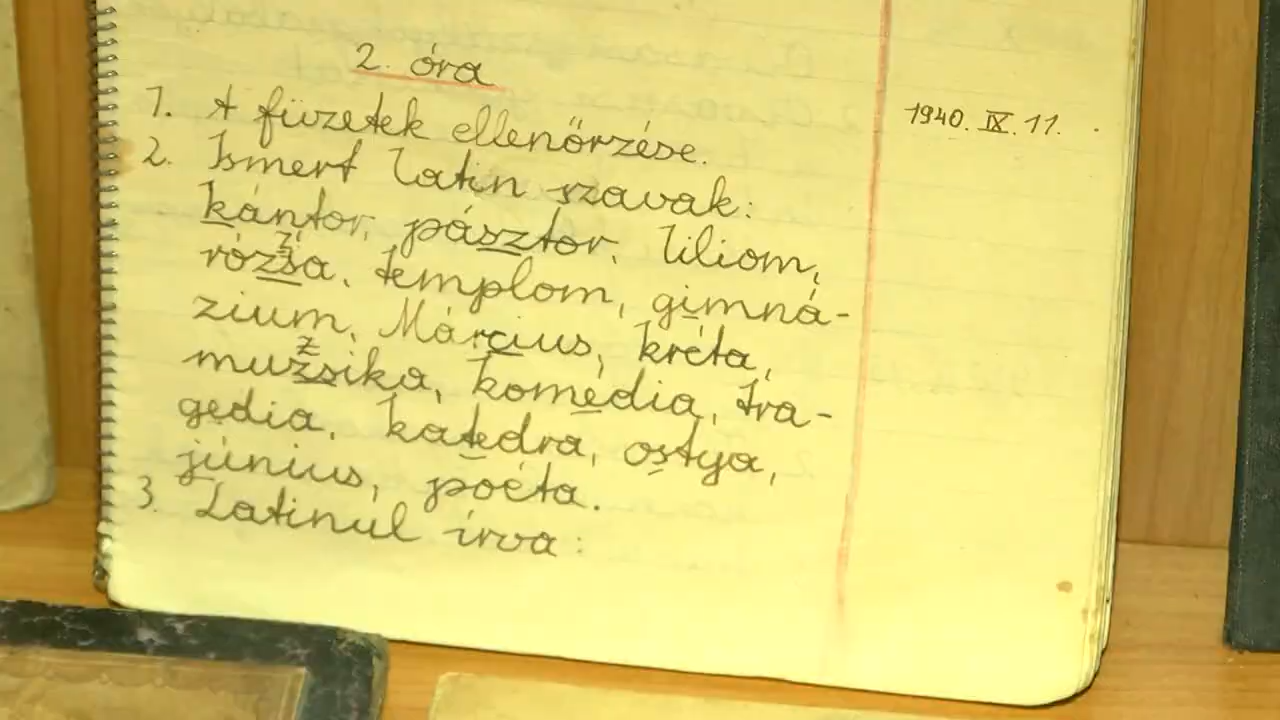 2. óra
1940. IX. 11.
1. A füzetek ellenőrzése.
2. Ismert latin szavak:
kántor, pásztor, liliom,
rózsa, templom, gimná-
zium, Március, kréta,
muzsika, komédia, tra-
gédia, katedra, ostya,
június, poéta.
3. Latinul írva: